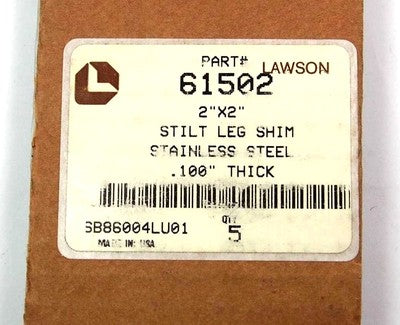 PART#
LAWSON
61502
2"X2"
STILT LEG SHIM
STAINLESS STEEL
.100" THICK
SB86004LU01
QTY
5
MADE IN: USA